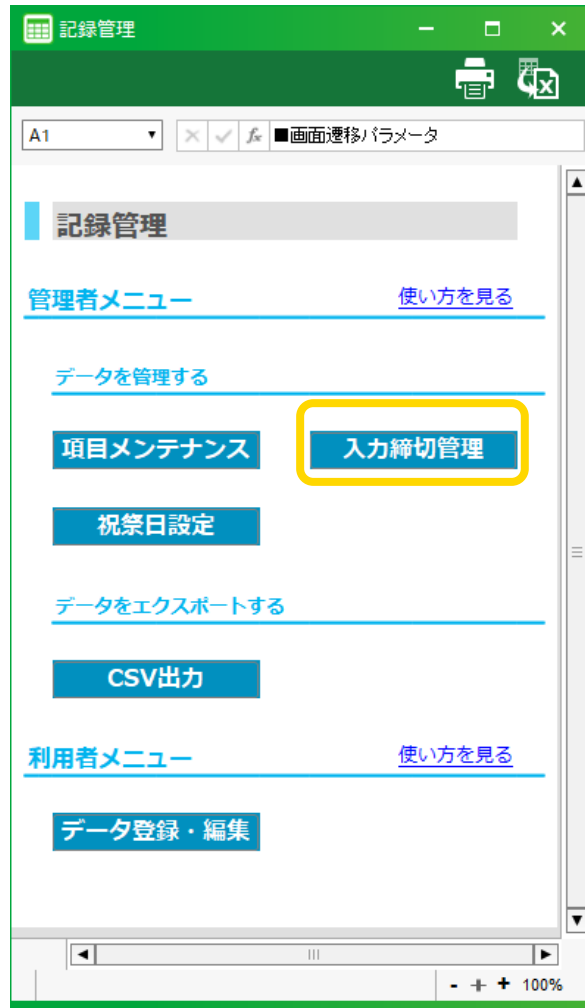 記録管理
A1 ■画面遷移パラメータ
記録管理
管理者メニュー 使い方を見る
データを管理する
項目メンテナンス 入力締切管理
祝祭日設定
データをエクスポートする
CSV出力
利用者メニュー 使い方を見る
データ登録・編集
100%